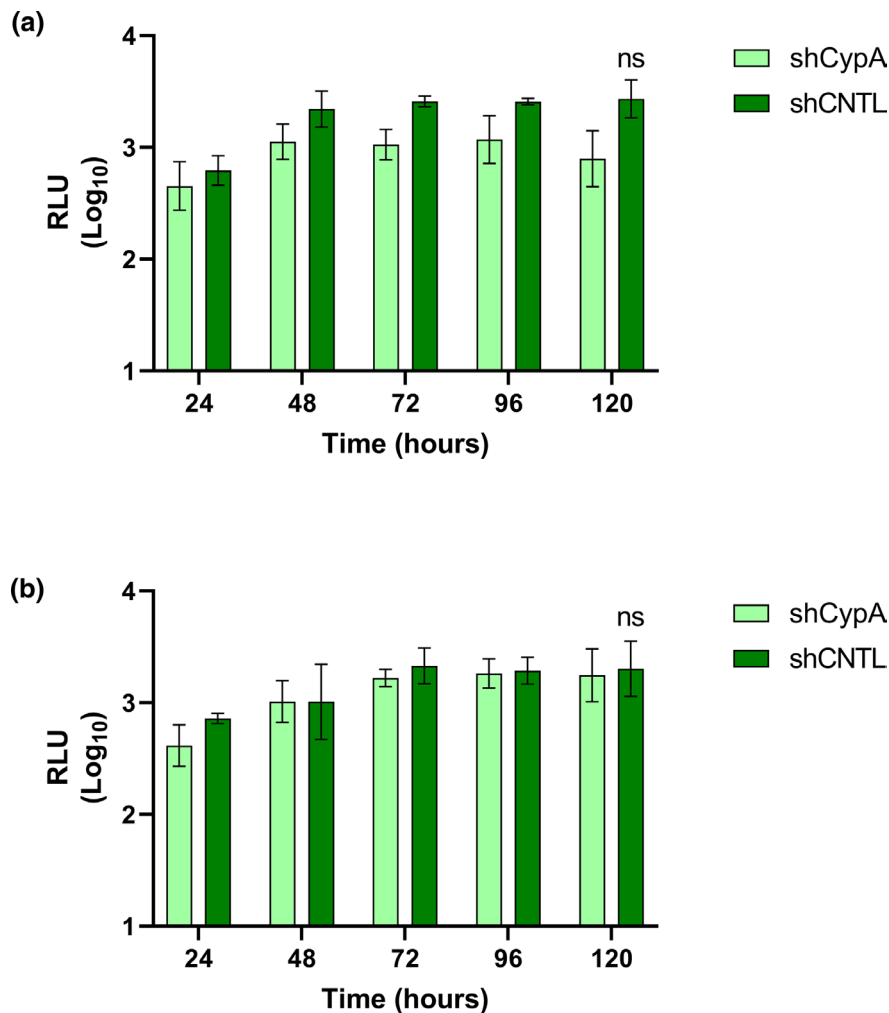 (a)
4
3
2
1
RLU
(Log₁₀)
ns
24 48 72 96 120
Time (hours)
shCypA
shCNTL
(b)
4
3
2
1
RLU
(Log₁₀)
ns
24 48 72 96 120
Time (hours)
shCypA
shCNTL